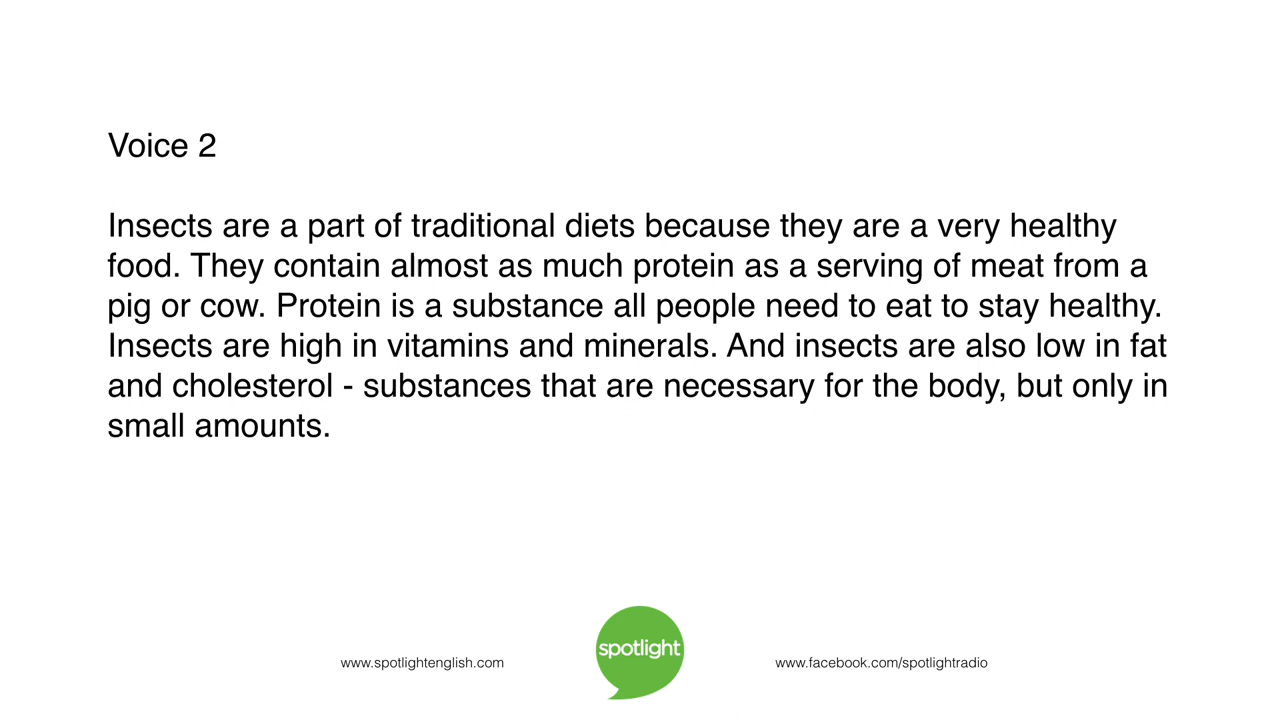 Voice 2
Insects are a part of traditional diets because they are a very healthy
food. They contain almost as much protein as a serving of meat from a
pig or cow. Protein is a substance all people need to eat to stay healthy.
Insects are high in vitamins and minerals. And insects are also low in fat
and cholesterol - substances that are necessary for the body, but only in
small amounts.
www.spotlightenglish.com
spotlight
www.facebook.com/spotlightradio